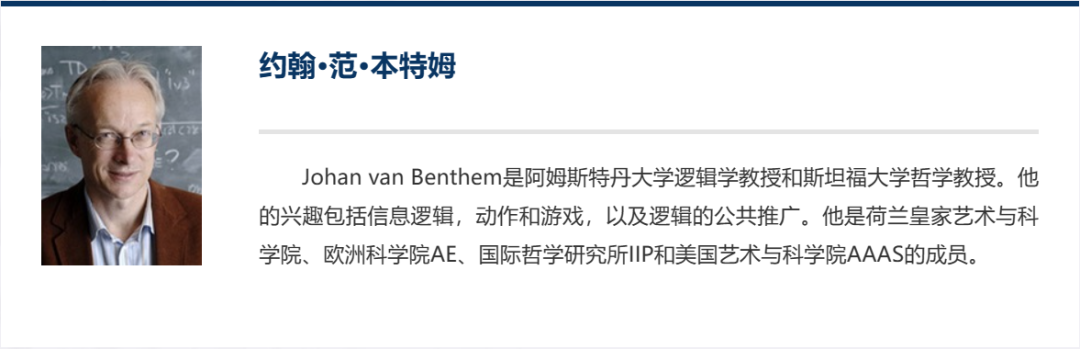 约翰•范•本特姆
Johan van Benthem是阿姆斯特丹大学逻辑学教授和斯坦福大学哲学教授。他
的兴趣包括信息逻辑，动作和游戏，以及逻辑的公共推广。他是荷兰皇家艺术与科
学院、欧洲科学院AE、国际哲学研究所IIP和美国艺术与科学院AAAS的成员。